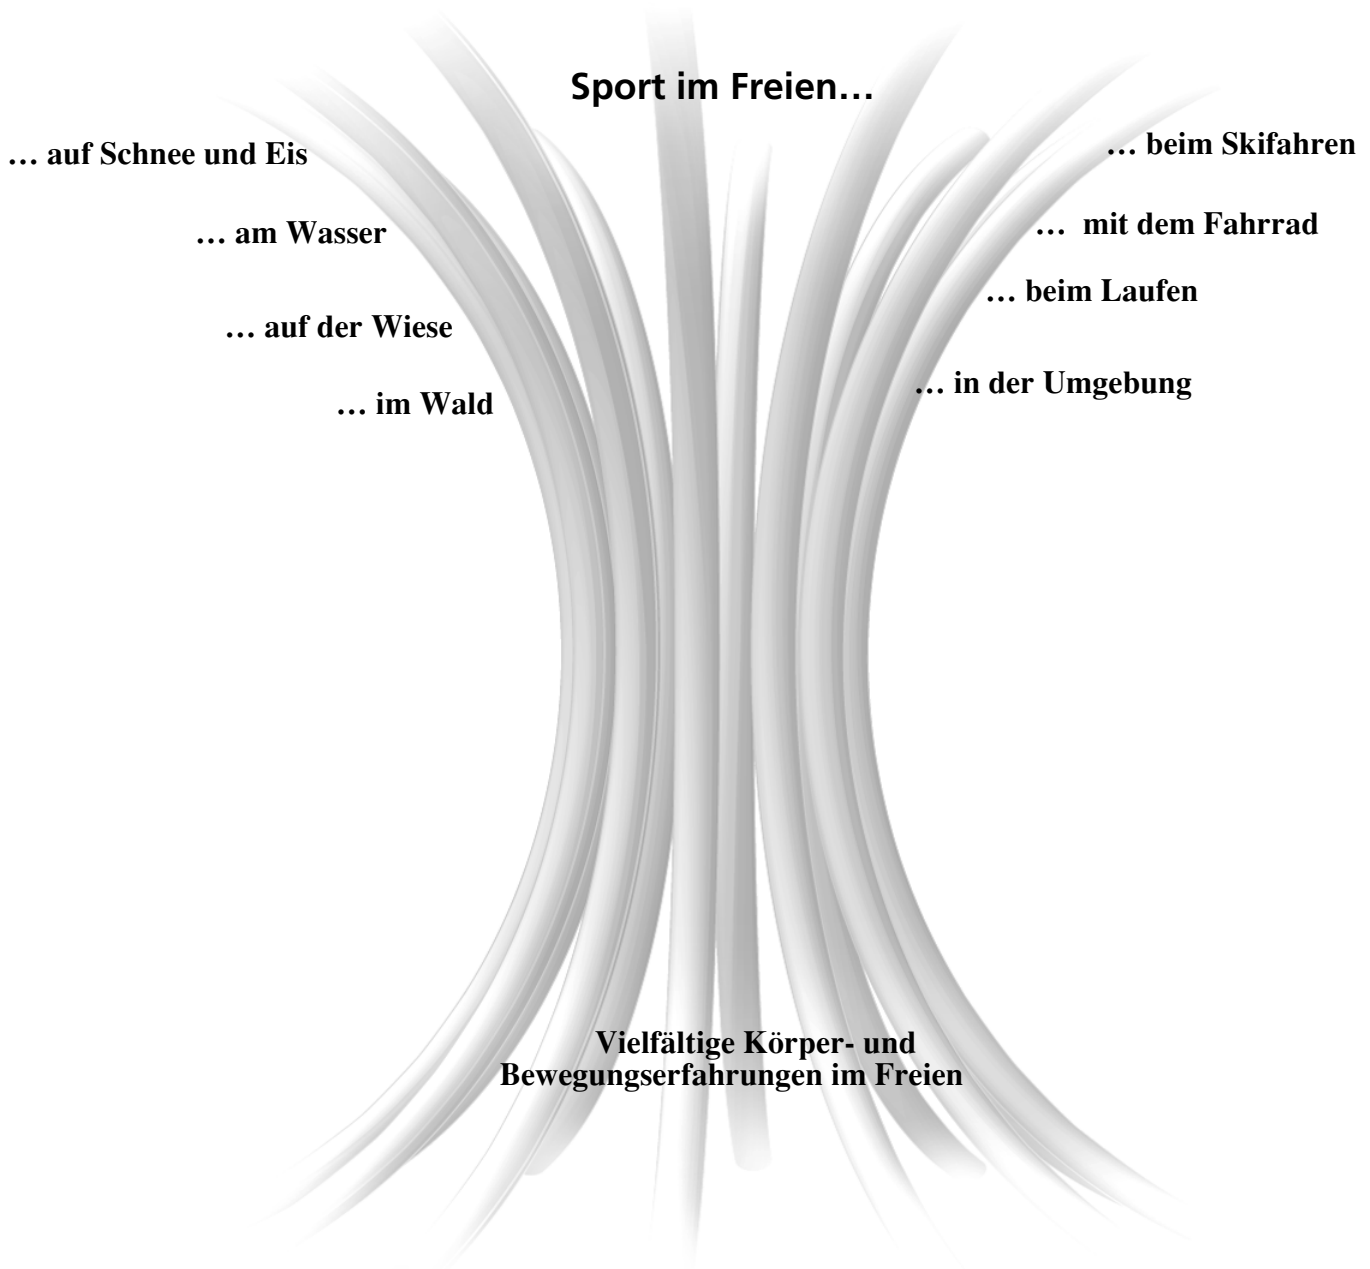 Sport im Freien…
… auf Schnee und Eis
… am Wasser
… auf der Wiese
… im Wald
… beim Skifahren
… mit dem Fahrrad
… beim Laufen
… in der Umgebung
Vielfältige Körper- und
Bewegungserfahrungen im Freien